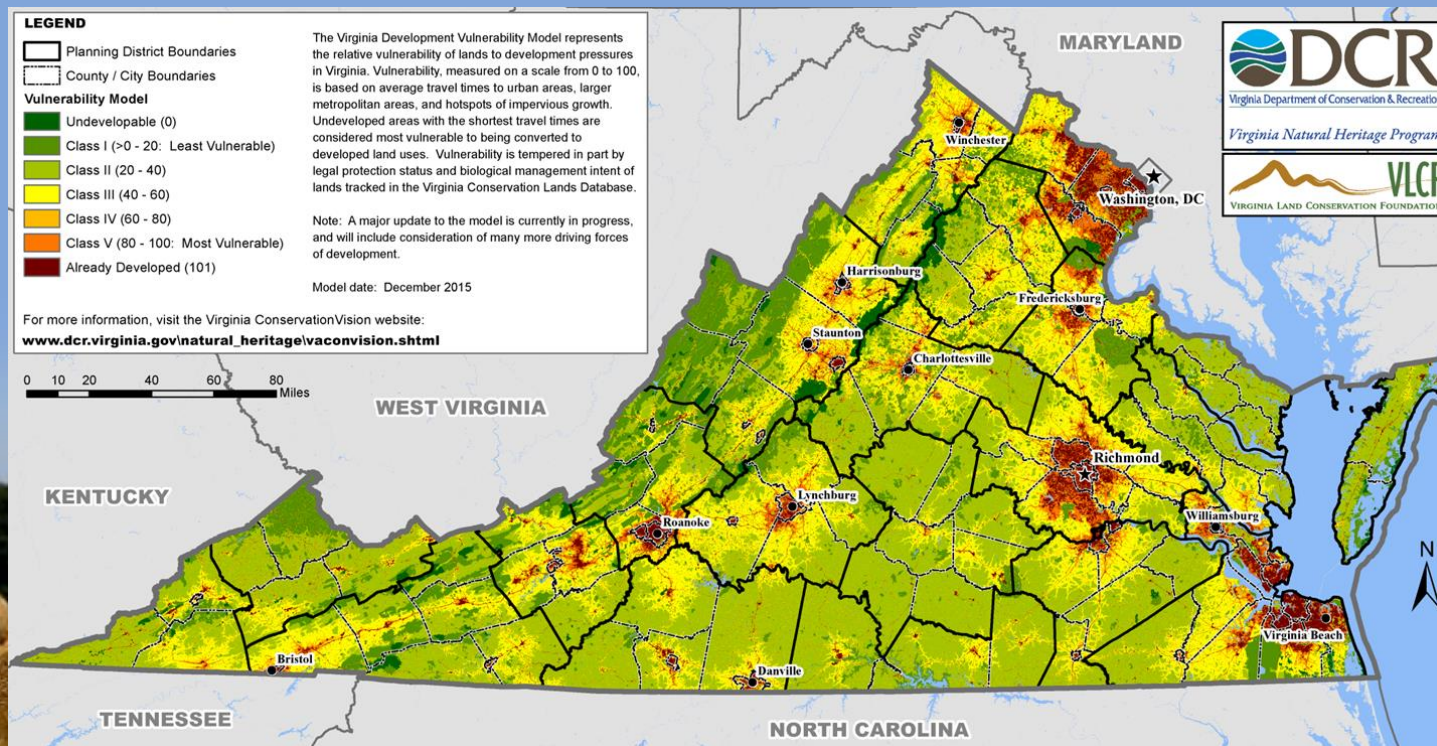 LEGEND
Planning District Boundaries
County / City Boundaries
Vulnerability Model
Undevelopable (0)
Class I (>0 - 20: Least Vulnerable)
Class II (20 - 40)
Class III (40 - 60)
Class IV (60 - 80)
Class V (80 - 100: Most Vulnerable)
Already Developed (101)
The Virginia Development Vulnerability Model represents
the relative vulnerability of lands to development pressures
in Virginia. Vulnerability, measured on a scale from 0 to 100,
is based on average travel times to urban areas, larger
metropolitan areas, and hotspots of impervious growth.
Undeveloped areas with the shortest travel times are
considered most vulnerable to being converted to
developed land uses. Vulnerability is tempered in part by
legal protection status and biological management intent of
lands tracked in the Virginia Conservation Lands Database.
Note: A major update to the model is currently in progress,
and will include consideration of many more driving forces
of development.
Model date: December 2015
For more information, visit the Virginia ConservationVision website:
www.dcr.virginia.gov\natural_heritage\vaconvision.shtml
0 10 20 40 60 80
Miles
DCR
Virginia Department of Conservation & Recreation
Virginia Natural Heritage Program
VLCF
VIRGINIA LAND CONSERVATION FOUNDATION
MARYLAND
Winchester
Washington, DC
Harrisonburg
Fredericksburg
Staunton
Charlottesville
WEST VIRGINIA
Richmond
KENTUCKY
Lynchburg
Roanoke
Williamsburg
N
Virginia Beach
Bristol
Danville
TENNESSEE
NORTH CAROLINA